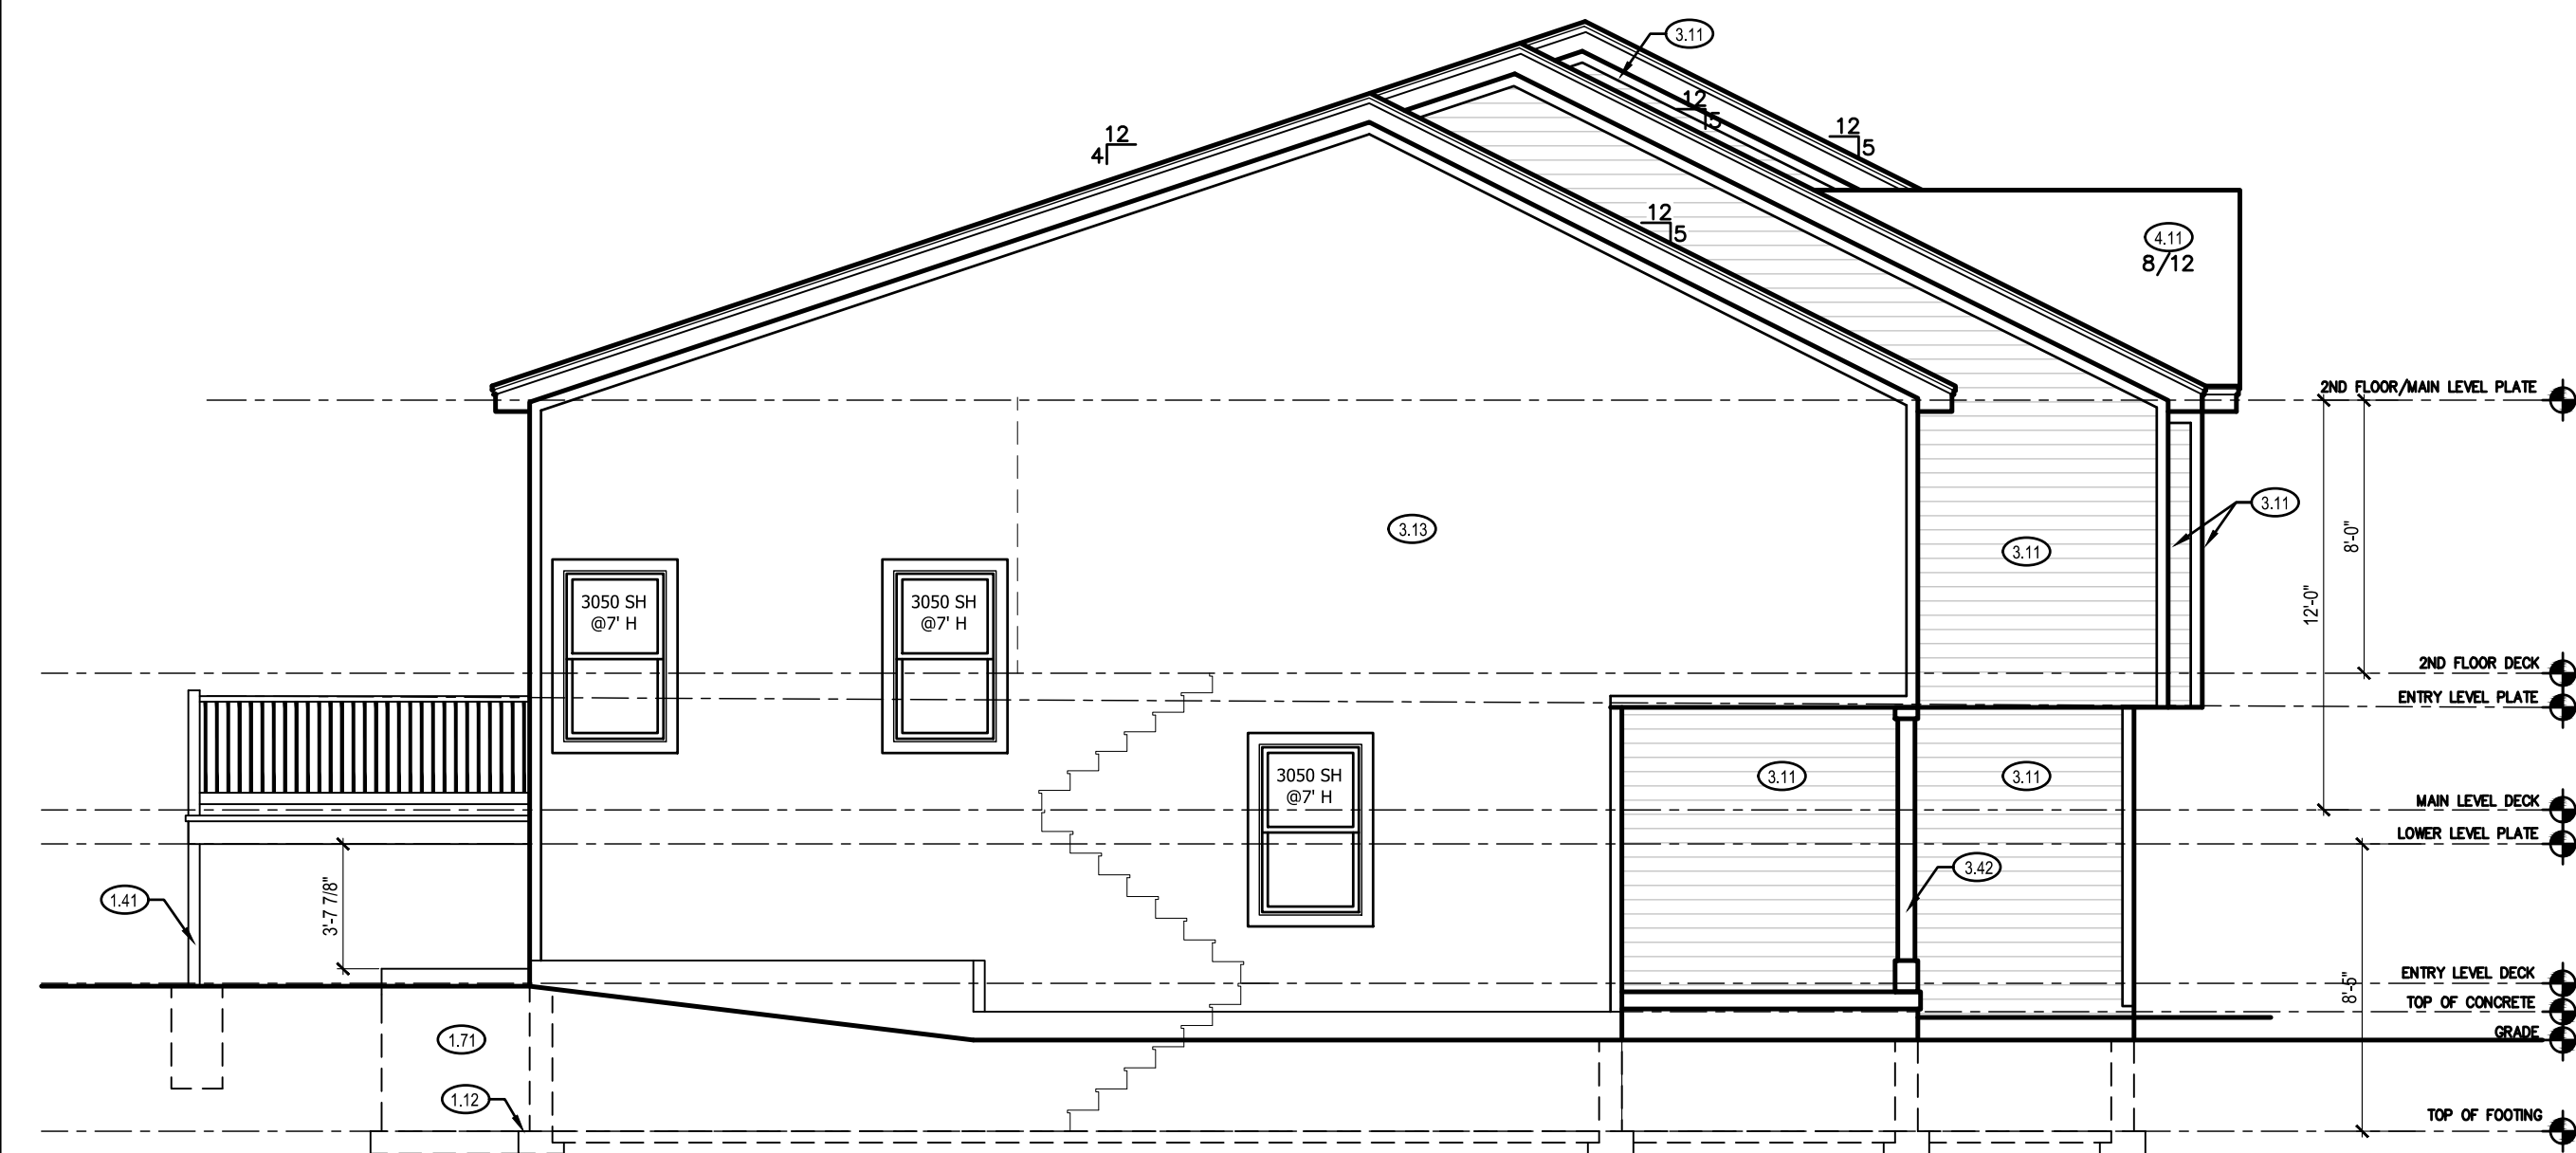 3.11
12
5
12
4
12
5
12
5
4.11
8/12
2ND FLOOR/MAIN LEVEL PLATE
3.13
3.11
3.11
8'-0"
12'-0"
3050 SH
@7' H
3050 SH
@7' H
2ND FLOOR DECK
ENTRY LEVEL PLATE
3050 SH
@7' H
3.11
3.11
MAIN LEVEL DECK
LOWER LEVEL PLATE
3.42
1.41
3'-7 7/8"
ENTRY LEVEL DECK
TOP OF CONCRETE
GRADE
1.71
1.12
TOP OF FOOTING